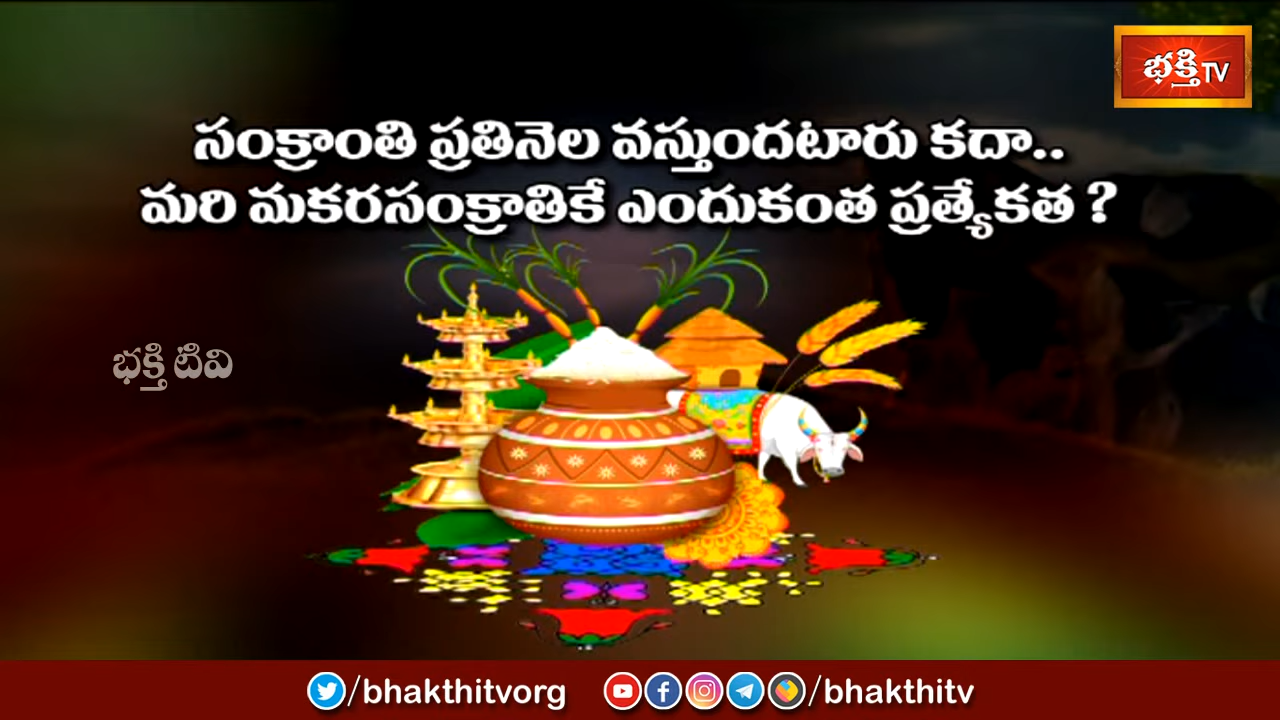 భక్తి TV
సంక్రాంతి ప్రతినెల వస్తుందటారు కదా..
మరి మకరసంక్రాతికే ఎందుకంత ప్రత్యేకత ?
భక్తి టివి
/bhakthitvorg /bhakthitv